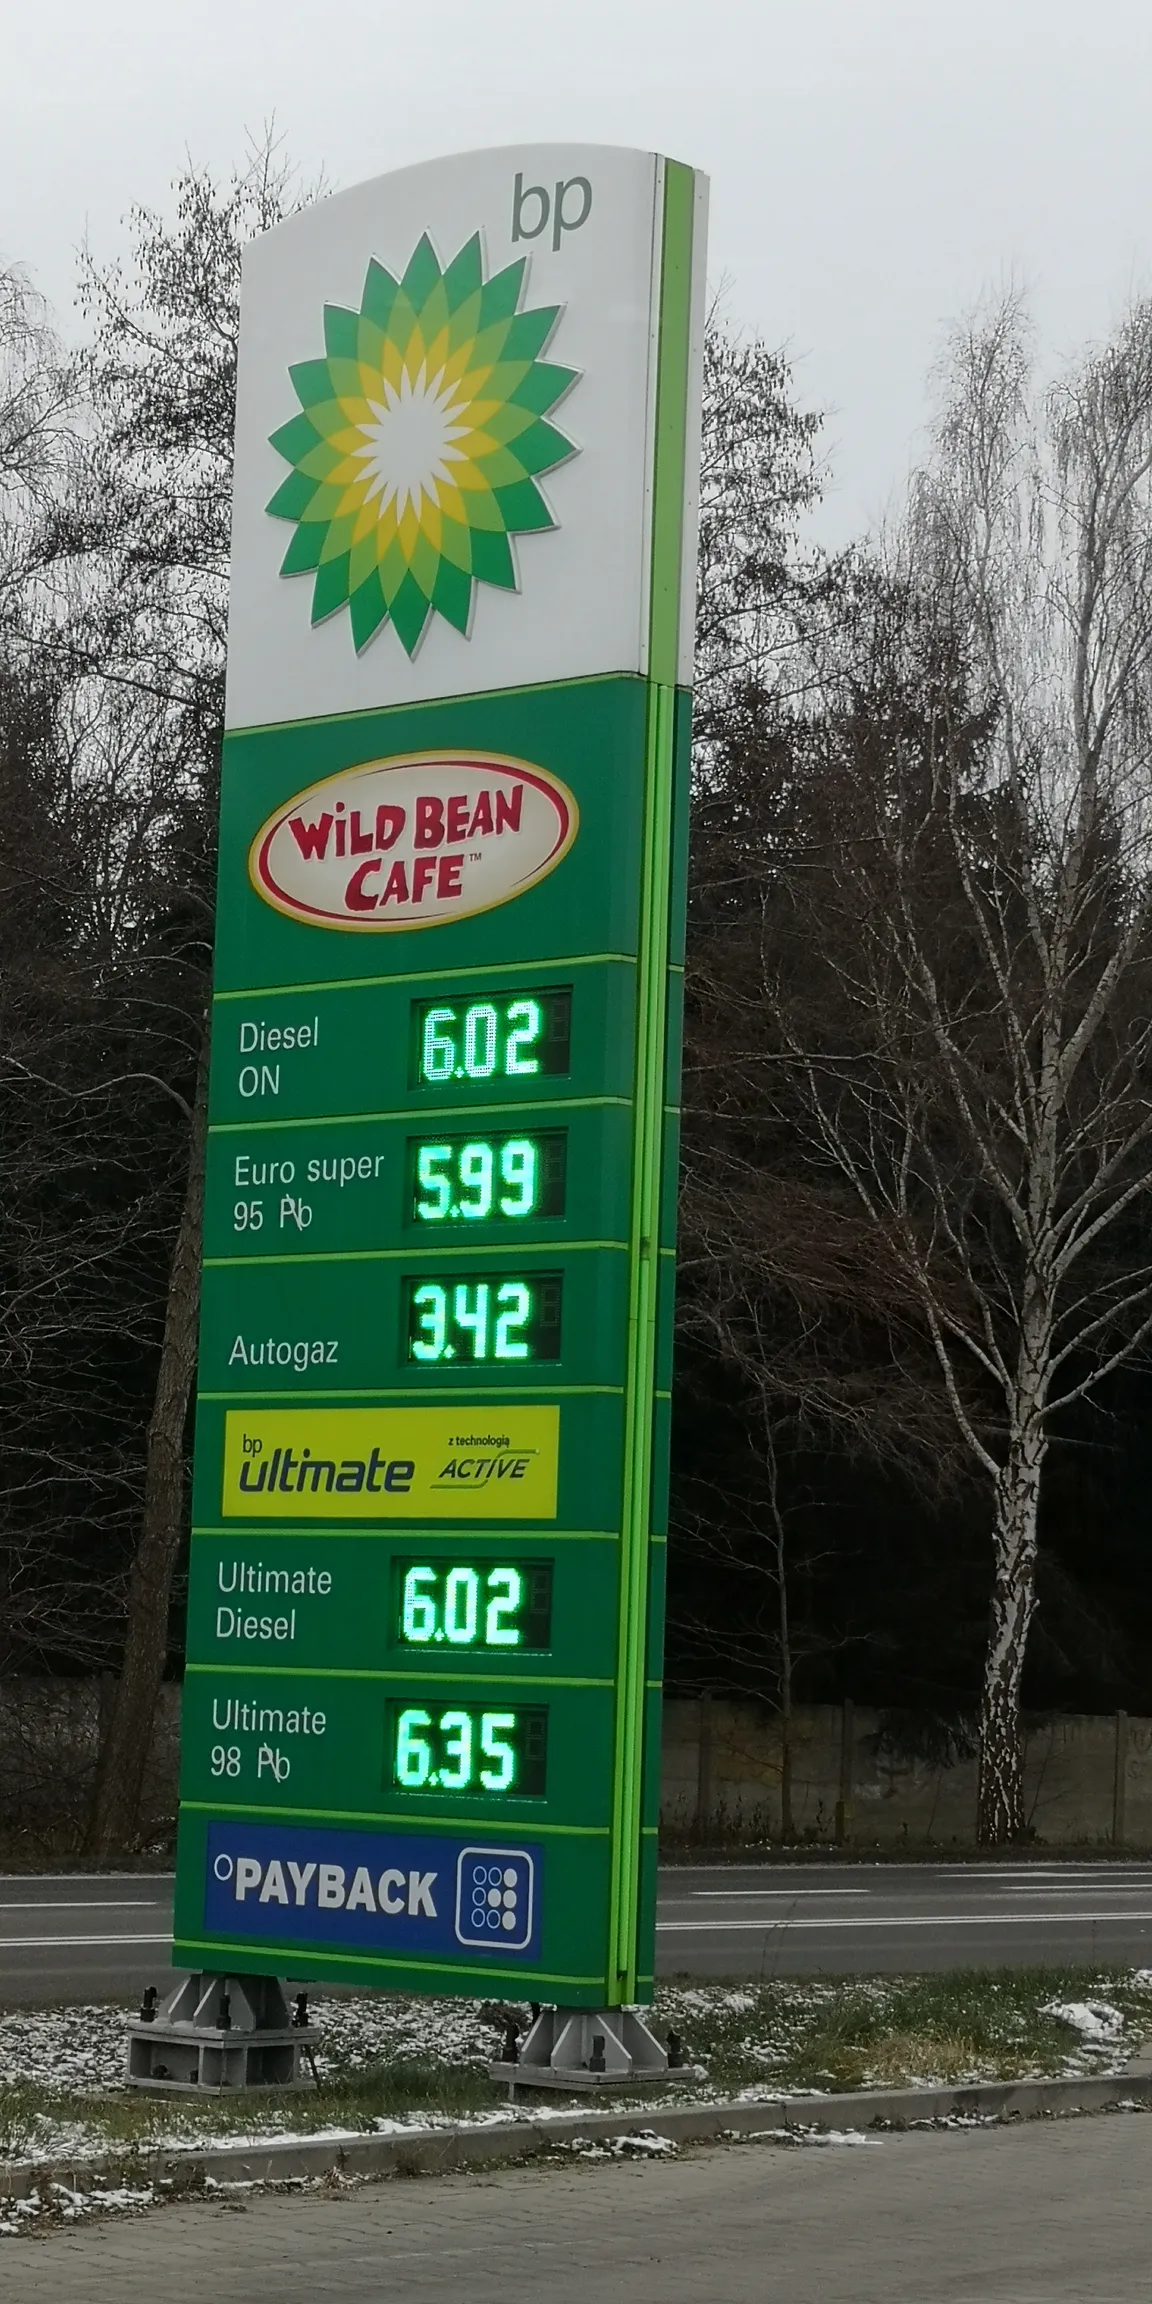 bp
WiLD BEAN
CAFE™
Diesel
ON
6.02
Euro super
95 Pb
5.99
Autogaz
3.42
bp
ultimate
z technologią
ACTIVE
Ultimate
Diesel
6.02
Ultimate
98 Pb
6.35
PAYBACK